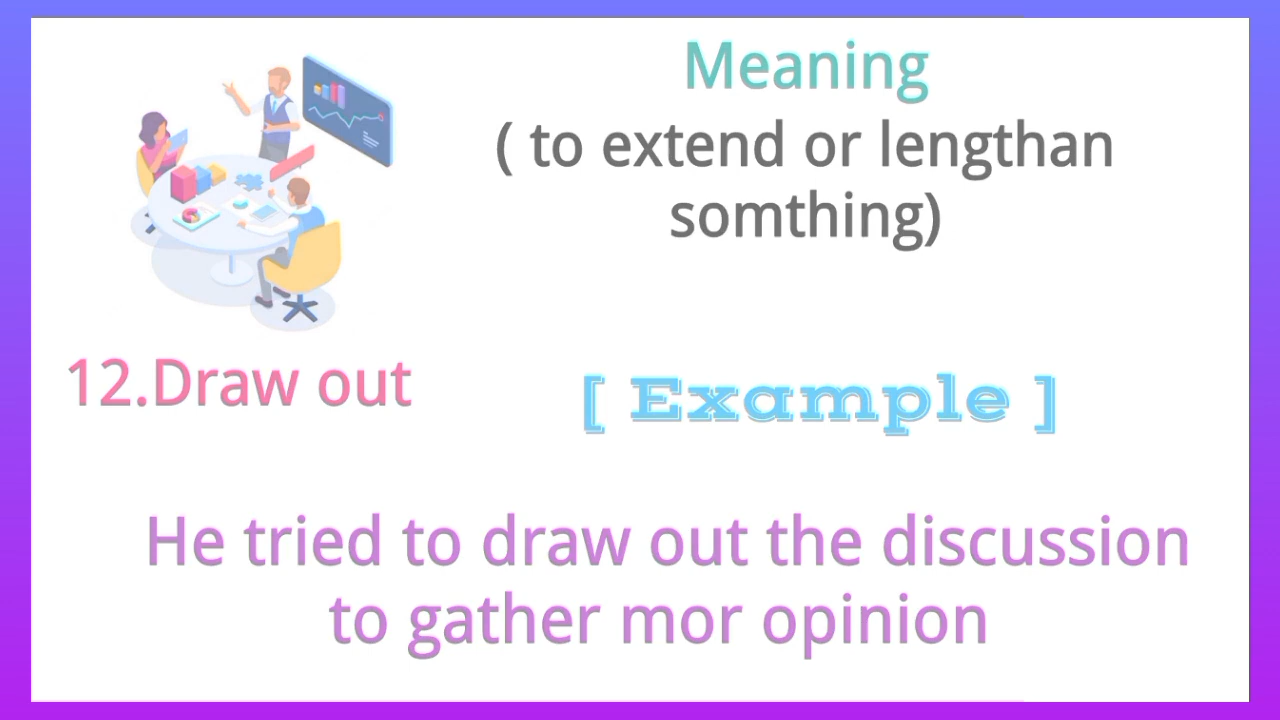 Meaning
( to extend or lengthan
somthing)
12.Draw out
[ Example ]
He tried to draw out the discussion
to gather mor opinion